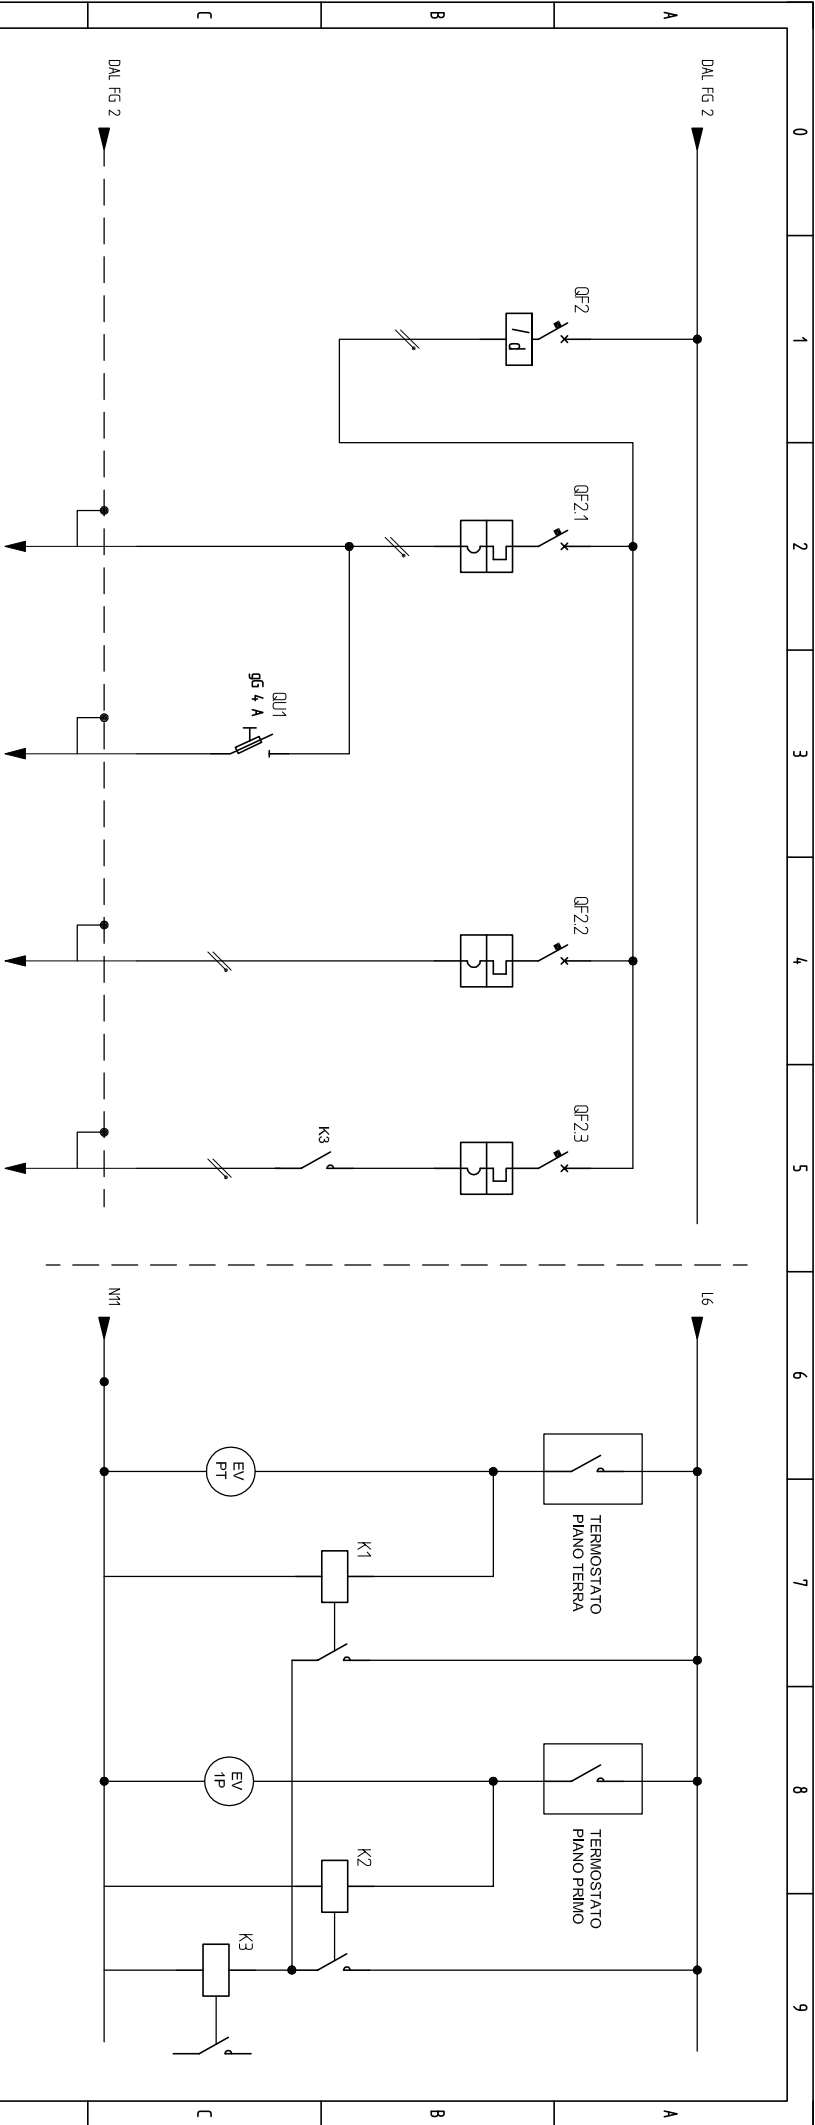 0
1
2
3
4
5
6
7
8
9
A
A
B
B
C
C
DAL FG 2
QF2
/ d
QF2.1
QF2.2
QF2.3
K3
QU1
gG 4 A
DAL FG 2
L6
TERMOSTATO
PIANO TERRA
TERMOSTATO
PIANO PRIMO
K1
K2
EV
PT
EV
1P
K3
N11